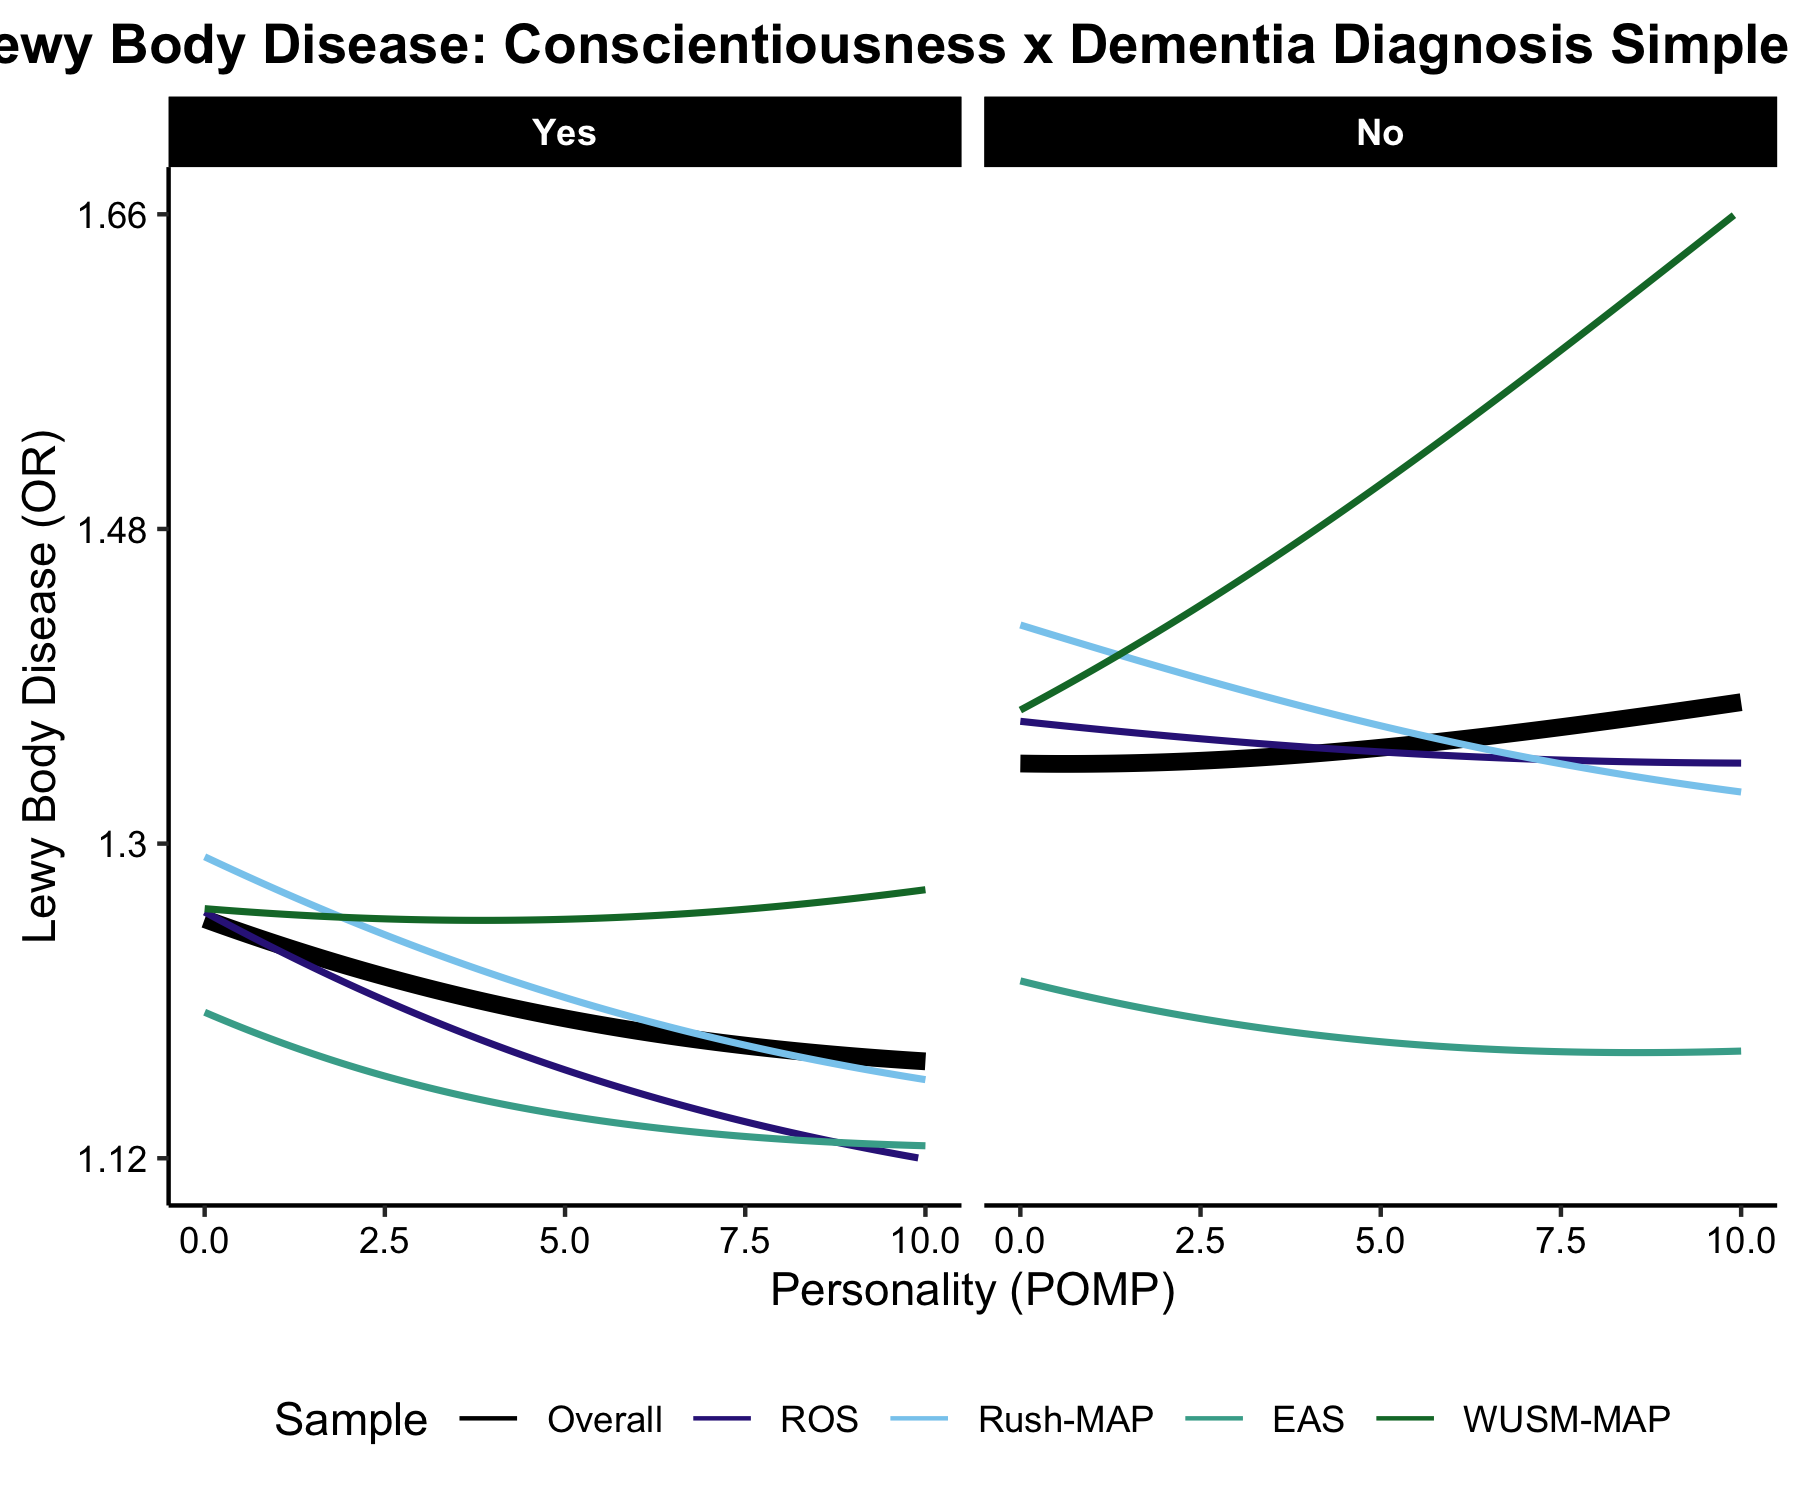 ewy Body Disease: Conscientiousness x Dementia Diagnosis Simple
Yes
No
Lewy Body Disease (OR)
1.66
1.48
1.3
1.12
0.0 2.5 5.0 7.5 10.0
0.0 2.5 5.0 7.5 10.0
Personality (POMP)
Sample Overall ROS Rush-MAP EAS WUSM-MAP